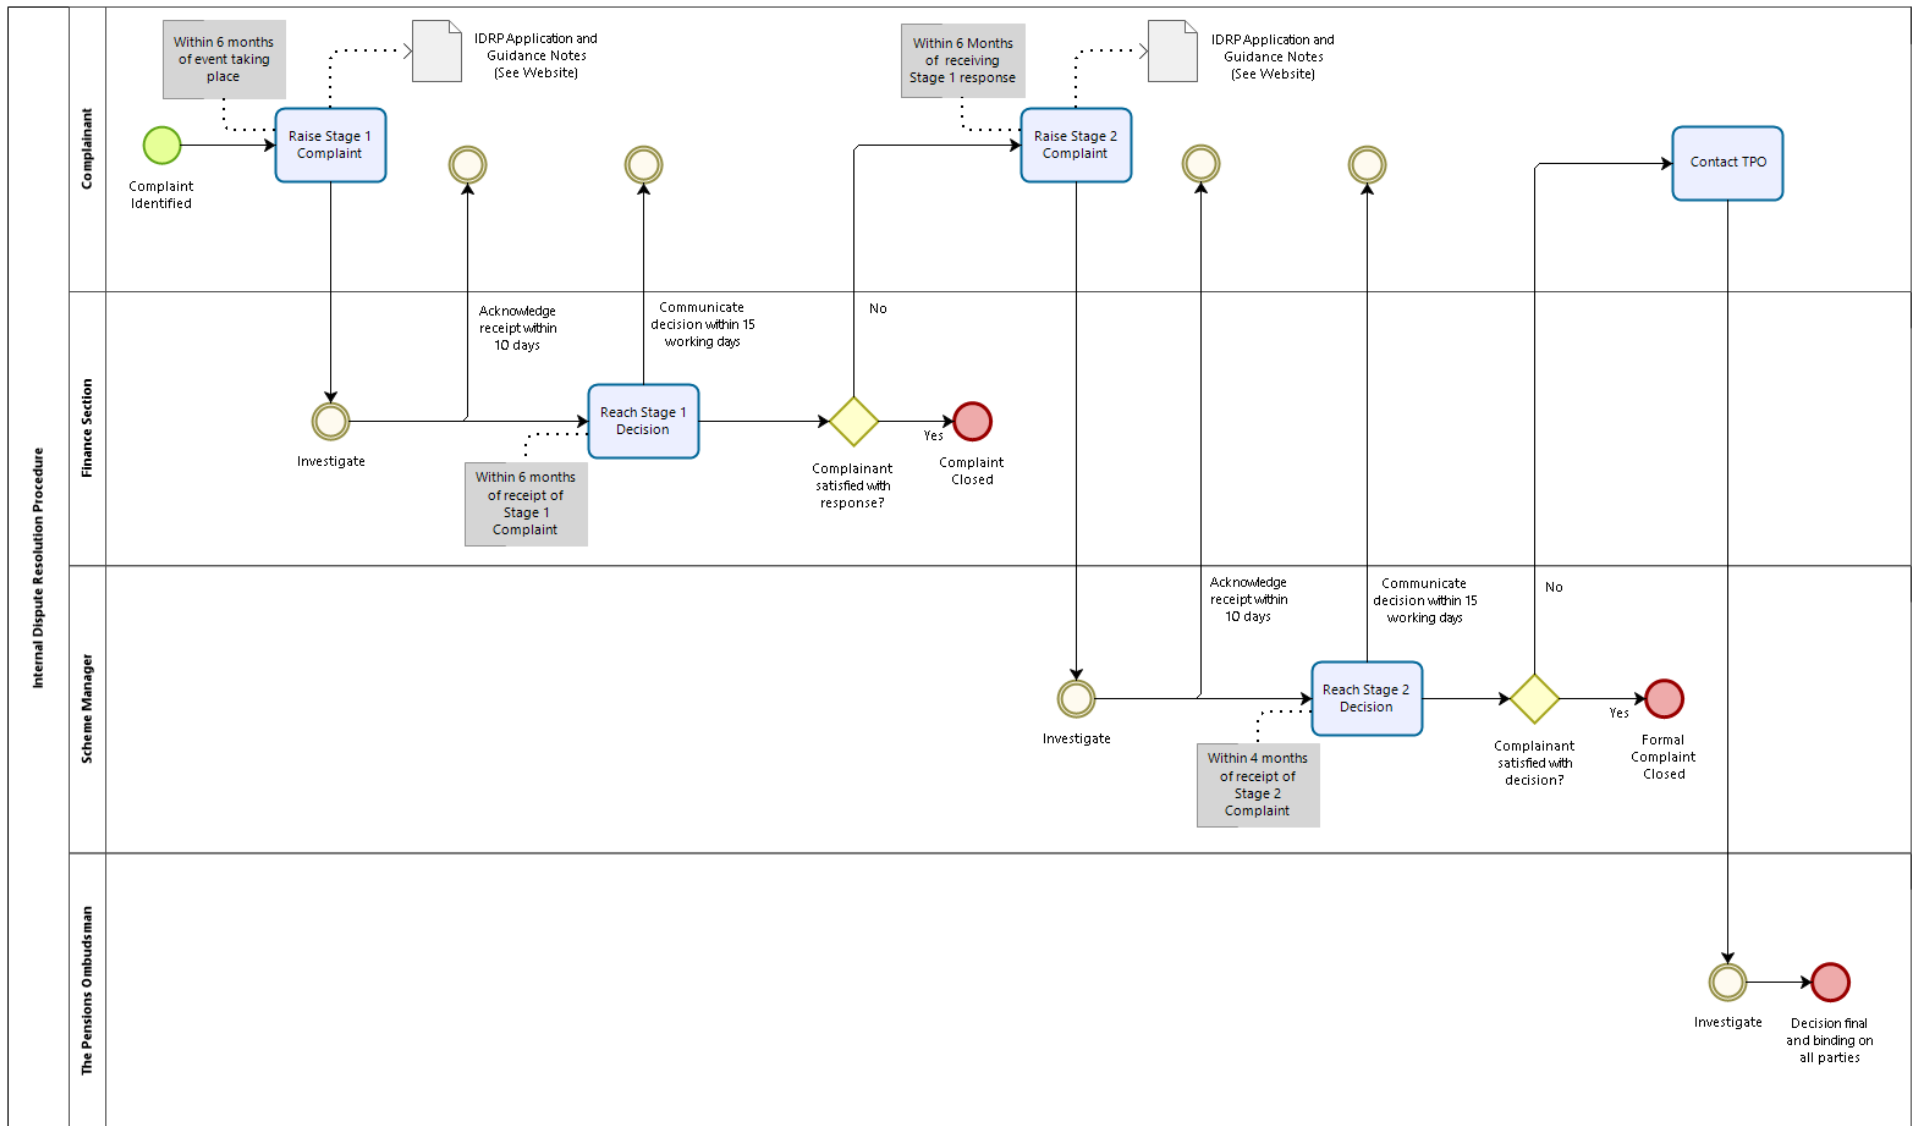 Internal Dispute Resolution Procedure
Complainant
Within 6 months
of event taking
place
IDRP Application and
Guidance Notes
(See Website)
Raise Stage 1
Complaint
Complaint
Identified
Within 6 Months
of receiving
Stage 1 response
IDRP Application and
Guidance Notes
(See Website)
Raise Stage 2
Complaint
Contact TPO
Finance Section
Acknowledge
receipt within
10 days
Communicate
decision within 15
working days
No
Investigate
Reach Stage 1
Decision
Within 6 months
of receipt of
Stage 1
Complaint
Complainant
satisfied with
response?
Yes
Complaint
Closed
Scheme Manager
Acknowledge
receipt within
10 days
Communicate
decision within 15
working days
No
Investigate
Reach Stage 2
Decision
Within 4 months
of receipt of
Stage 2
Complaint
Complainant
satisfied with
decision?
Yes
Formal
Complaint
Closed
The Pensions Ombudsman
Investigate
Decision final
and binding on
all parties